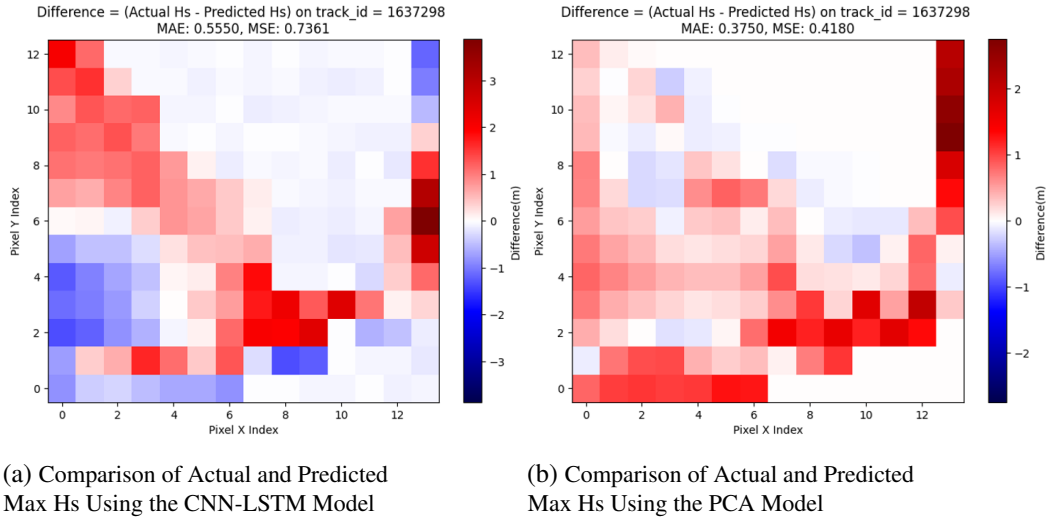 Difference = (Actual Hs - Predicted Hs) on track_id = 1637298
MAE: 0.5550, MSE: 0.7361
12
10
8
6
4
2
0
Pixel Y Index
0 2 4 6 8 10 12
Pixel X Index
3
2
1
0
−1
−2
−3
Difference(m)
(a) Comparison of Actual and Predicted
Max Hs Using the CNN-LSTM Model
Difference = (Actual Hs - Predicted Hs) on track_id = 1637298
MAE: 0.3750, MSE: 0.4180
12
10
8
6
4
2
0
Pixel Y Index
0 2 4 6 8 10 12
Pixel X Index
2
1
0
−1
−2
Difference(m)
(b) Comparison of Actual and Predicted
Max Hs Using the PCA Model